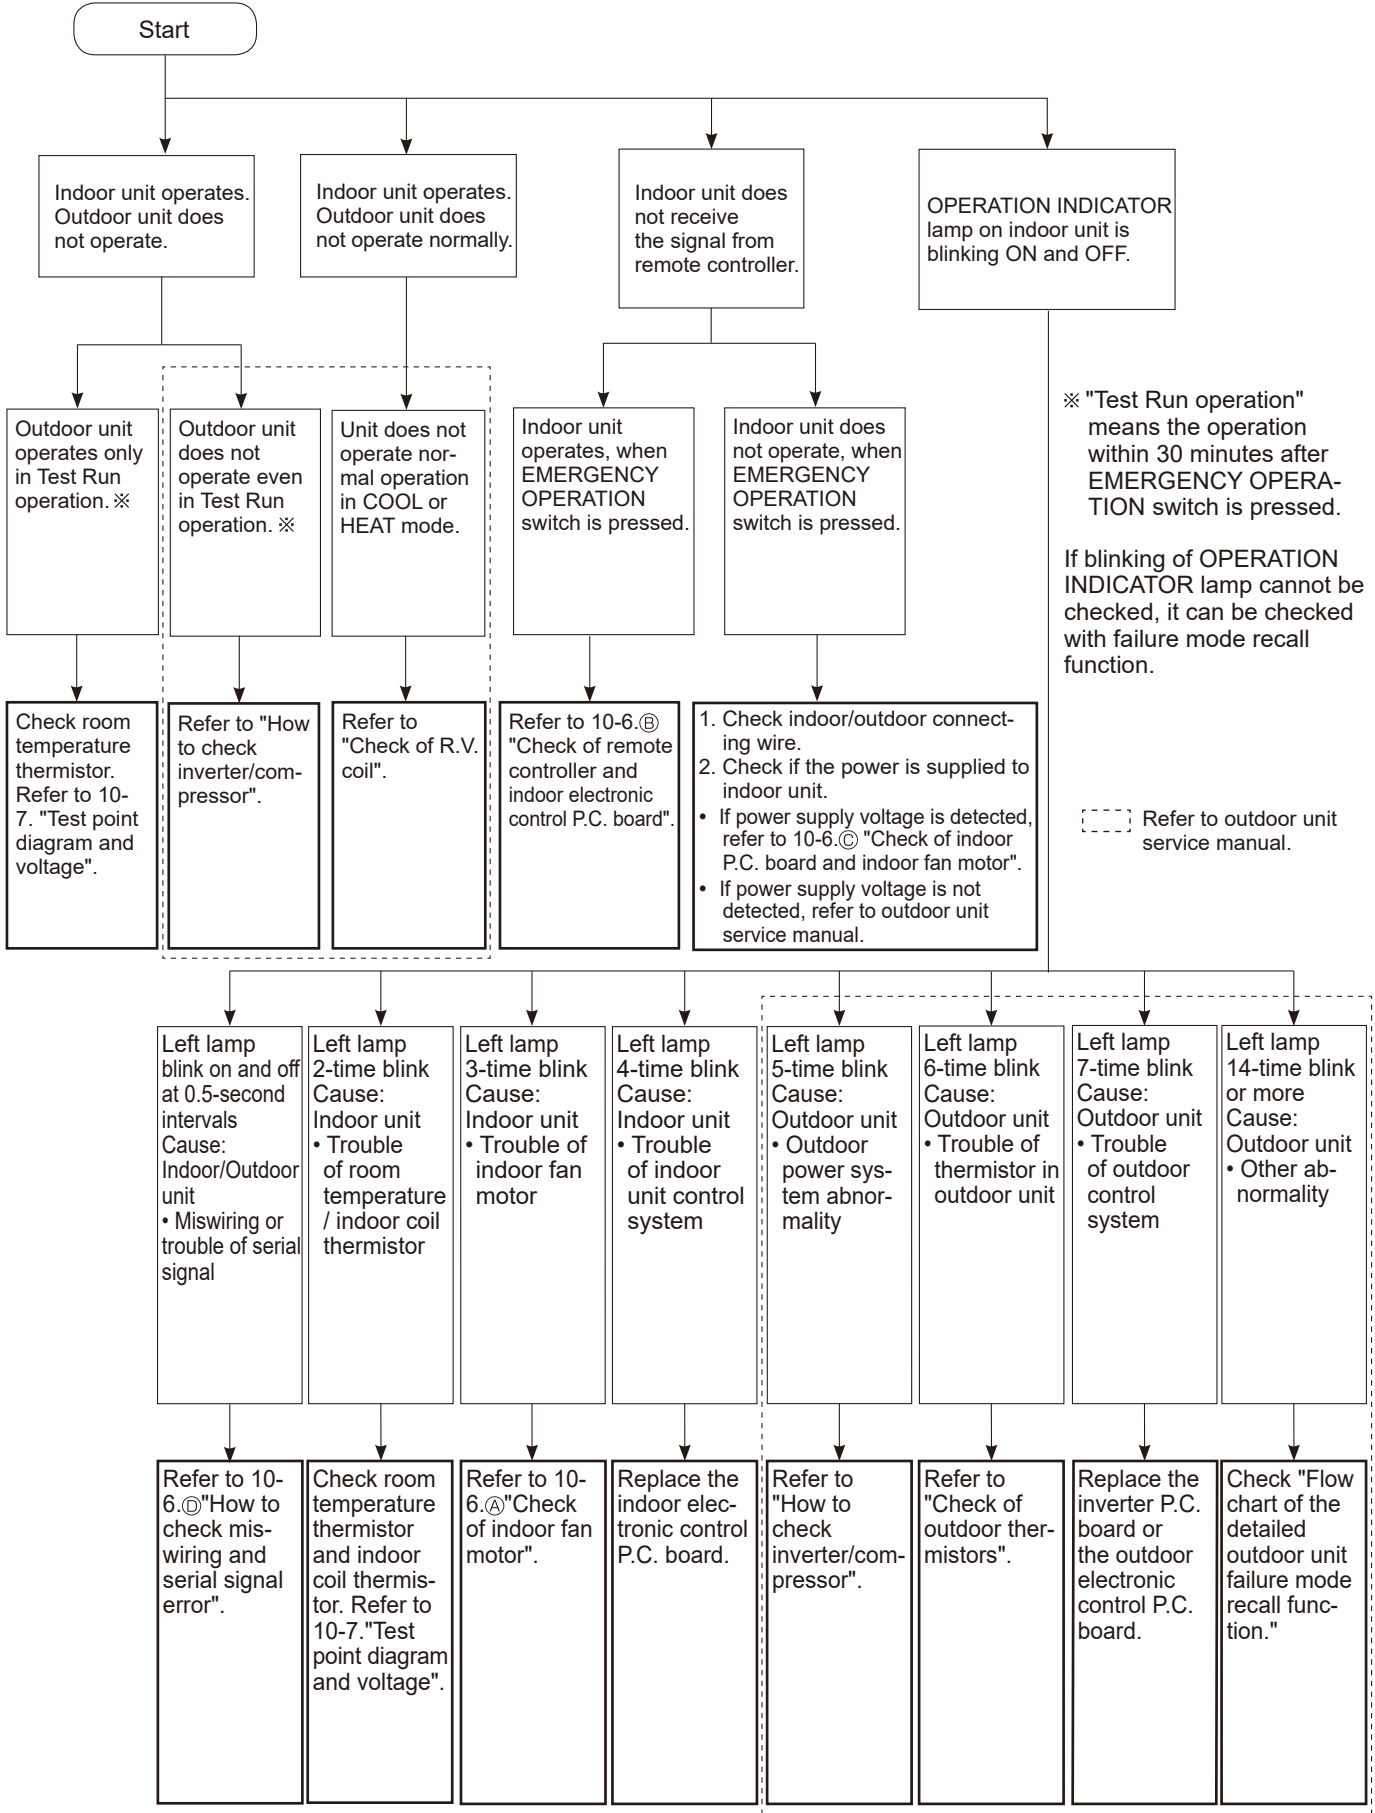 Start
Indoor unit operates.
Outdoor unit does
not operate.
Indoor unit operates.
Outdoor unit does
not operate normally.
Indoor unit does
not receive
the signal from
remote controller.
OPERATION INDICATOR
lamp on indoor unit is
blinking ON and OFF.
Outdoor unit
operates only
in Test Run
operation. ※
Outdoor unit
does not
operate even
in Test Run
operation. ※
Unit does not
operate nor-
mal operation
in COOL or
HEAT mode.
Indoor unit
operates, when
EMERGENCY
OPERATION
switch is pressed.
Indoor unit does
not operate, when
EMERGENCY
OPERATION
switch is pressed.
※ "Test Run operation"
means the operation
within 30 minutes after
EMERGENCY OPERA-
TION switch is pressed.
If blinking of OPERATION
INDICATOR lamp cannot be
checked, it can be checked
with failure mode recall
function.
Check room
temperature
thermistor.
Refer to 10-
7. "Test point
diagram and
voltage".
Refer to "How
to check
inverter/com-
pressor".
Refer to
"Check of R.V.
coil".
Refer to 10-6.Ⓑ
"Check of remote
controller and
indoor electronic
control P.C. board".
1. Check indoor/outdoor connect-
ing wire.
2. Check if the power is supplied to
indoor unit.
• If power supply voltage is detected,
refer to 10-6.Ⓒ "Check of indoor
P.C. board and indoor fan motor".
• If power supply voltage is not
detected, refer to outdoor unit
service manual.
Refer to outdoor unit
service manual.
Left lamp
blink on and off
at 0.5-second
intervals
Cause:
Indoor/Outdoor
unit
• Miswiring or
trouble of serial
signal
Left lamp
2-time blink
Cause:
Indoor unit
• Trouble
of room
temperature
/ indoor coil
thermistor
Left lamp
3-time blink
Cause:
Indoor unit
• Trouble of
indoor fan
motor
Left lamp
4-time blink
Cause:
Indoor unit
• Trouble
of indoor
unit control
system
Left lamp
5-time blink
Cause:
Outdoor unit
• Outdoor
power sys-
tem abnor-
mality
Left lamp
6-time blink
Cause:
Outdoor unit
• Trouble of
thermistor in
outdoor unit
Left lamp
7-time blink
Cause:
Outdoor unit
• Trouble
of outdoor
control
system
Left lamp
14-time blink
or more
Cause:
Outdoor unit
• Other ab-
normality
Refer to 10-
6.Ⓓ"How to
check mis-
wiring and
serial signal
error".
Check room
temperature
thermistor
and indoor
coil thermis-
tor. Refer to
10-7."Test
point diagram
and voltage".
Refer to 10-
6.Ⓐ"Check
of indoor fan
motor".
Replace the
indoor elec-
tronic control
P.C. board.
Refer to
"How to
check
inverter/com-
pressor".
Refer to
"Check of
outdoor ther-
mistors".
Replace the
inverter P.C.
board or
the outdoor
electronic
control P.C.
board.
Check "Flow
chart of the
detailed
outdoor unit
failure mode
recall func-
tion."